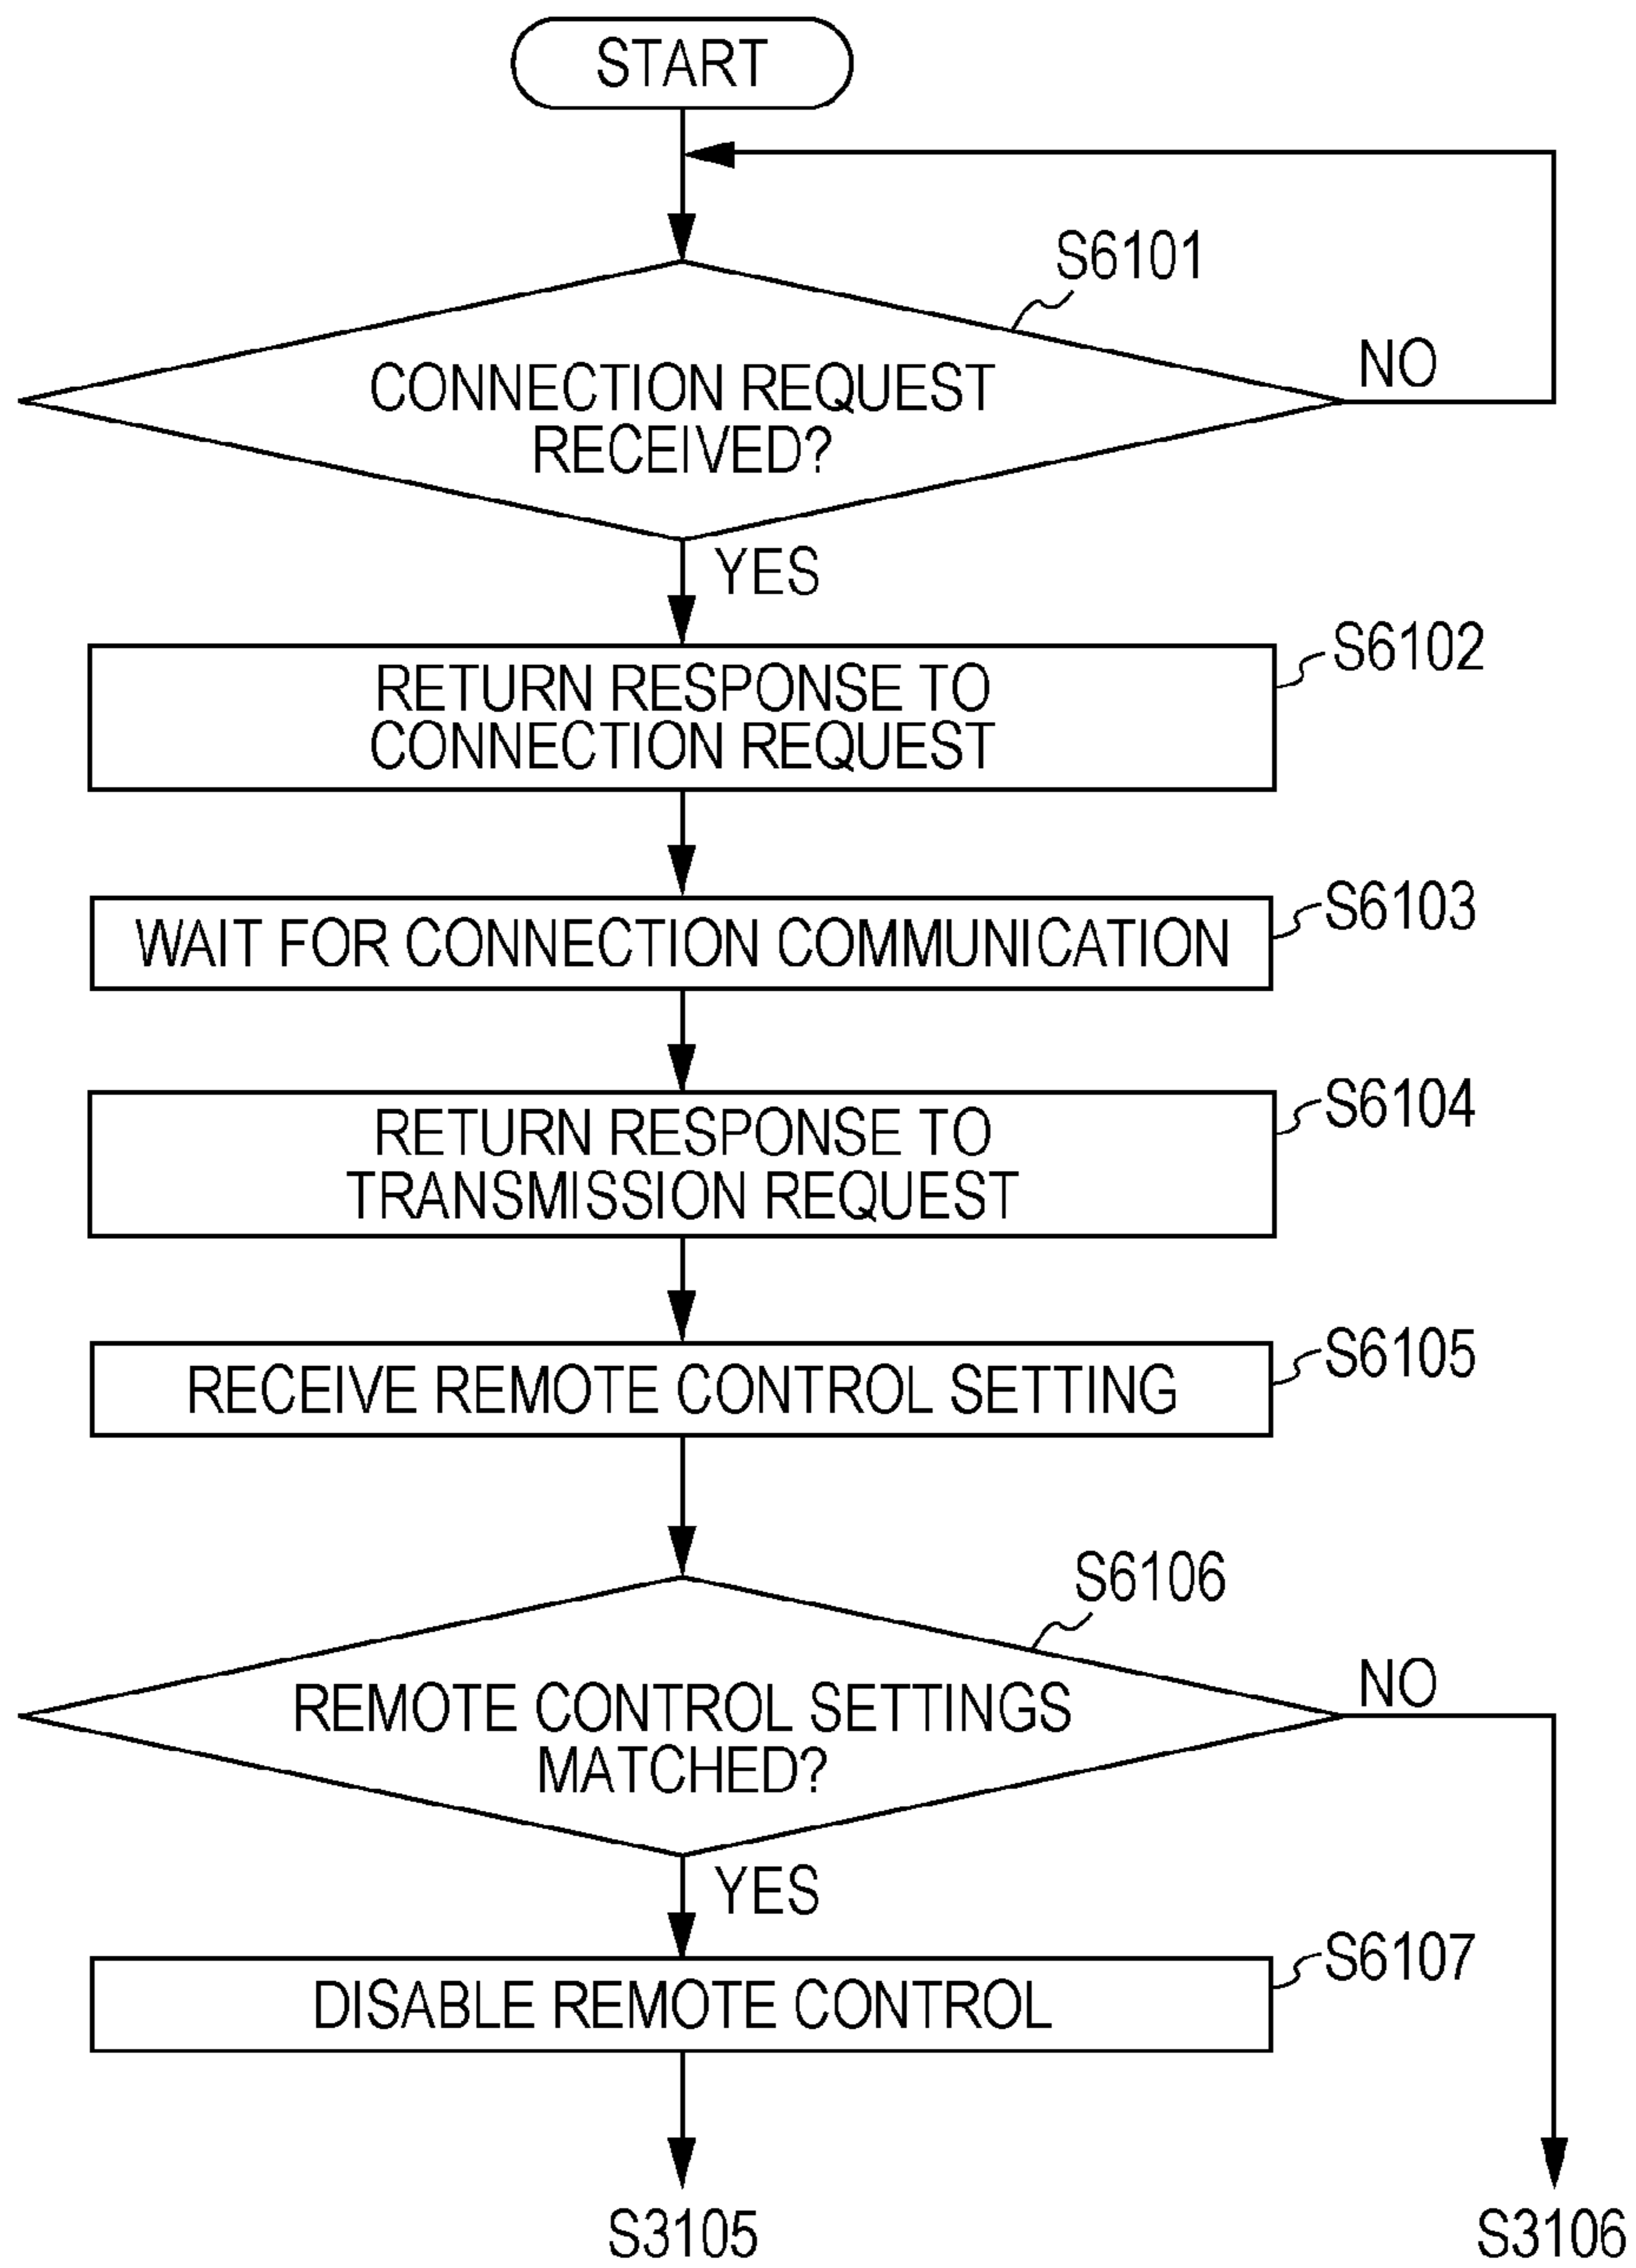 START
S6101
CONNECTION REQUEST
RECEIVED?
NO
YES
S6102
RETURN RESPONSE TO
CONNECTION REQUEST
S6103
WAIT FOR CONNECTION COMMUNICATION
S6104
RETURN RESPONSE TO
TRANSMISSION REQUEST
S6105
RECEIVE REMOTE CONTROL SETTING
S6106
REMOTE CONTROL SETTINGS
MATCHED?
NO
YES
S6107
DISABLE REMOTE CONTROL
S3105
S3106